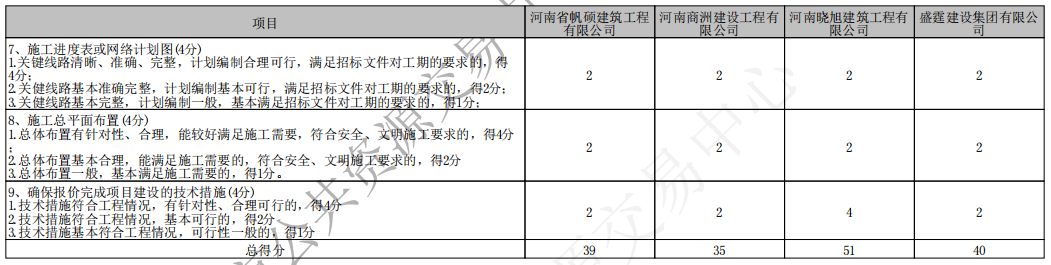 项目
河南省帆硕建筑工程有限公司
河南商洲建设工程有限公司
河南晓旭建筑工程有限公司
盛霆建设集团有限公司
7、施工进度表或网络计划图(4分)
1.关键线路清晰、准确、完整，计划编制合理可行，满足招标文件对工期的要求的，得
4分；
2.关健线路基本准确完整，计划编制基本可行，满足招标文件对工期的要求的，得2分；
3.关健线路基本完整，计划编制一般，基本满足招标文件对工期的要求的，得1分；
2
2
2
2
8、施工总平面布置(4分)
1.总体布置有针对性、合理，能较好满足施工需要，符合安全、文明施工要求的，得4分
；
2.总体布置基本合理，能满足施工需要的，符合安全、文明施工要求的，得2分
3.总体布置一般，基本满足施工需要的，得1分。
2
2
2
2
9、确保报价完成项目建设的技术措施(4分)
1.技术措施符合工程情况，有针对性、合理可行的，得4分
2.技术措施符合工程情况，基本可行的，得2分
3.技术措施基本符合工程情况，可行性一般的，得1分
2
2
4
2
总得分
39
35
51
40
公共资源交易中心
交易中心